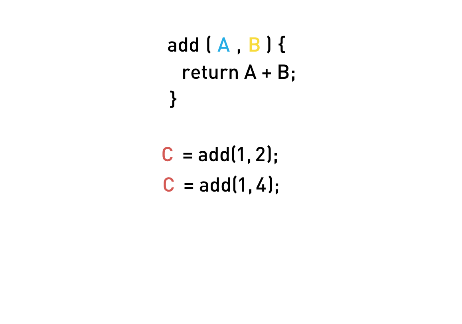 add ( A , B ) {
return A + B;
}
C = add(1, 2);
C = add(1, 4);